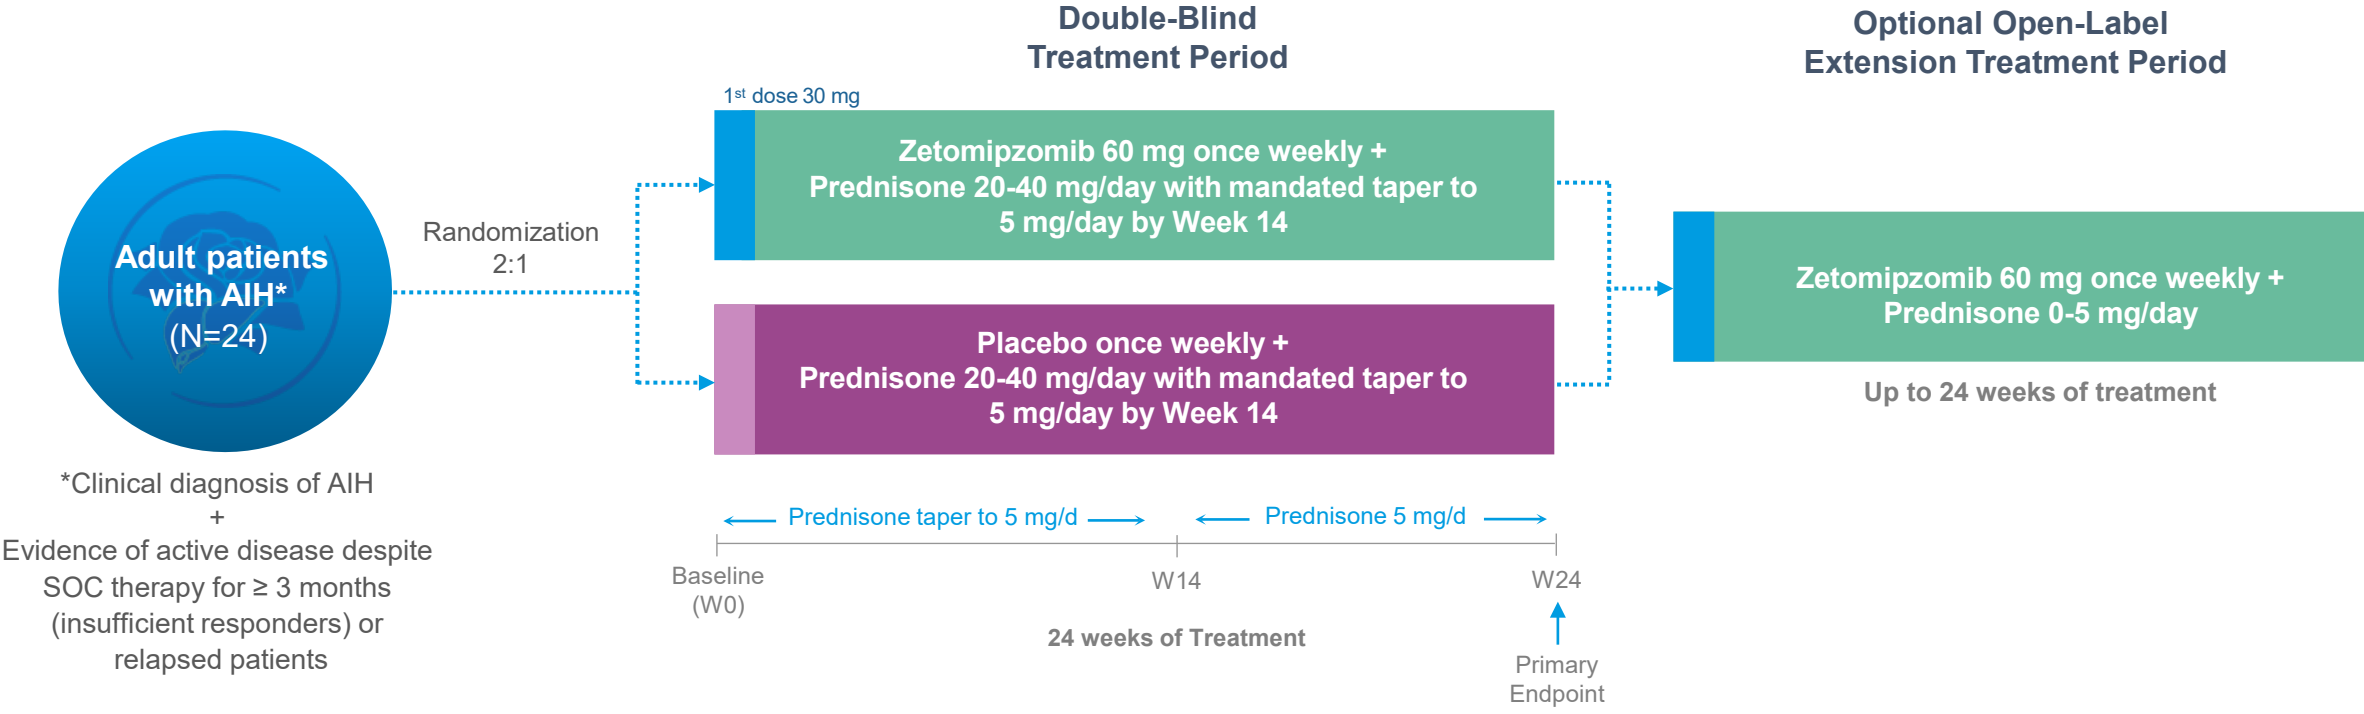 Double-Blind
Treatment Period
Optional Open-Label
Extension Treatment Period
1st dose 30 mg
Adult patients
with AIH*
(N=24)
Randomization
2:1
Zetomipzomib 60 mg once weekly +
Prednisone 20-40 mg/day with mandated taper to
5 mg/day by Week 14
Placebo once weekly +
Prednisone 20-40 mg/day with mandated taper to
5 mg/day by Week 14
Zetomipzomib 60 mg once weekly +
Prednisone 0-5 mg/day
Up to 24 weeks of treatment
*Clinical diagnosis of AIH
+
Evidence of active disease despite
SOC therapy for ≥ 3 months
(insufficient responders) or
relapsed patients
Prednisone taper to 5 mg/d
Prednisone 5 mg/d
Baseline
(W0)
W14
W24
24 weeks of Treatment
Primary
Endpoint